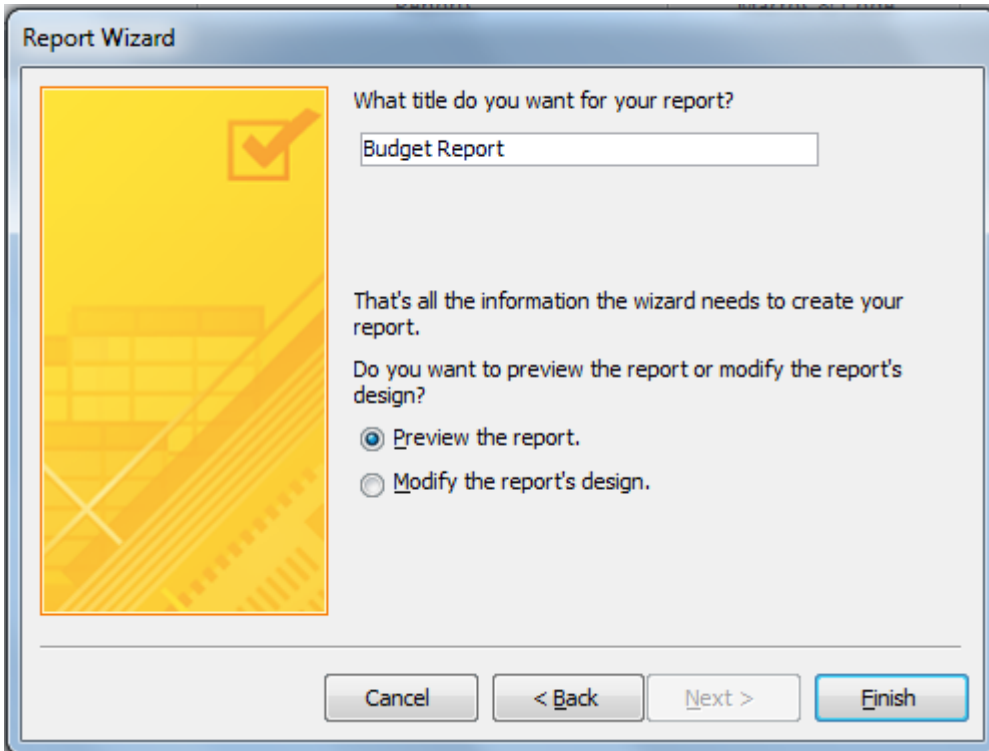 Report Wizard
What title do you want for your report?
Budget Report
That's all the information the wizard needs to create your
report.
Do you want to preview the report or modify the report's
design?
Preview the report.
Modify the report's design.
Cancel
< Back
Next >
Finish